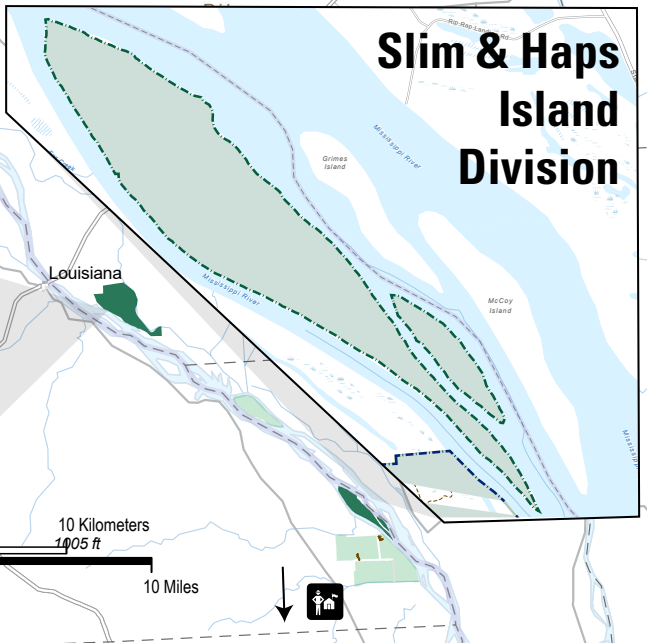 Rip Rap Landing Rd
Slim & Haps
Island
Division
Mississippi River
Grimes
Island
Louisiana
Mississippi River
McCoy
Island
10 Kilometers
1005 ft
10 Miles